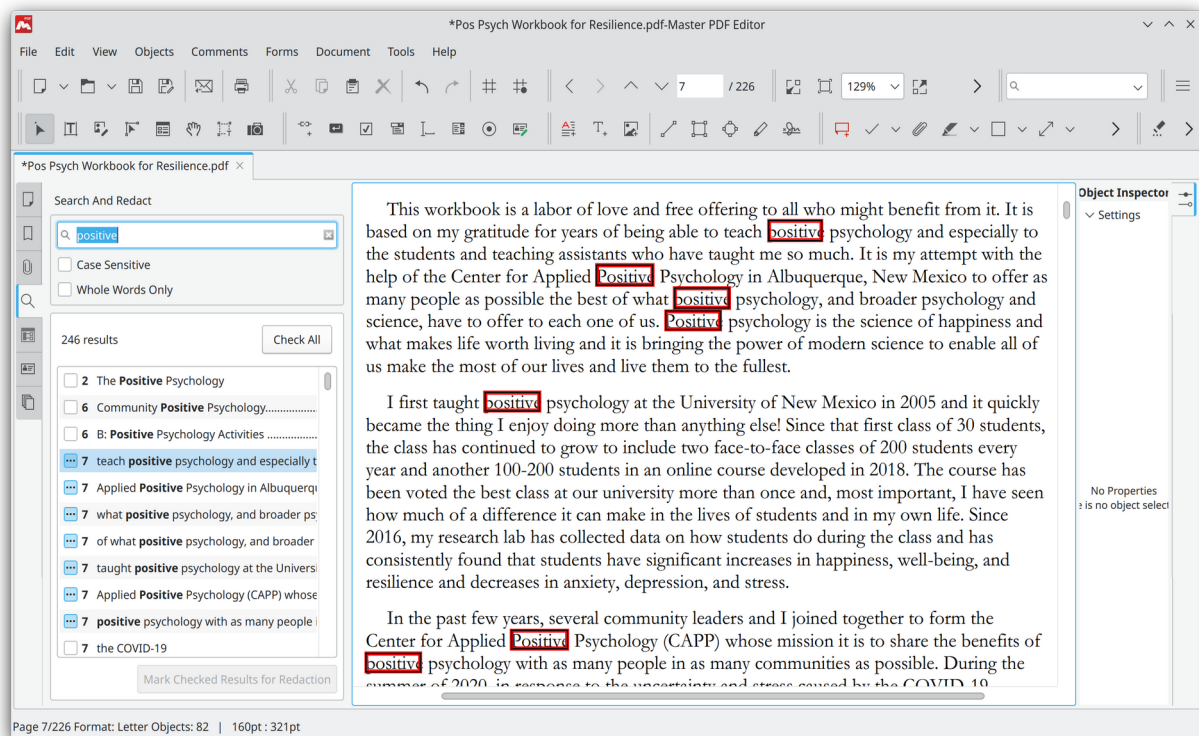 *Pos Psych Workbook for Resilience.pdf-Master PDF Editor
File Edit View Objects Comments Forms Document Tools Help
7 / 226 129%
*Pos Psych Workbook for Resilience.pdf
Search And Redact
positive
Case Sensitive
Whole Words Only
246 results Check All
2 The Positive Psychology
6 Community Positive Psychology................
6 B: Positive Psychology Activities ...............
7 teach positive psychology and especially t
7 Applied Positive Psychology in Albuquerqu
7 what positive psychology, and broader psy
7 of what positive psychology, and broader
7 taught positive psychology at the Universi
7 Applied Positive Psychology (CAPP) whose
7 positive psychology with as many people i
7 the COVID-19
Mark Checked Results for Redaction
This workbook is a labor of love and free offering to all who might benefit from it. It is
based on my gratitude for years of being able to teach positive psychology and especially to
the students and teaching assistants who have taught me so much. It is my attempt with the
help of the Center for Applied Positive Psychology in Albuquerque, New Mexico to offer as
many people as possible the best of what positive psychology, and broader psychology and
science, have to offer to each one of us. Positive psychology is the science of happiness and
what makes life worth living and it is bringing the power of modern science to enable all of
us make the most of our lives and live them to the fullest.
I first taught positive psychology at the University of New Mexico in 2005 and it quickly
became the thing I enjoy doing more than anything else! Since that first class of 30 students,
the class has continued to grow to include two face-to-face classes of 200 students every
year and another 100-200 students in an online course developed in 2018. The course has
been voted the best class at our university more than once and, most important, I have seen
how much of a difference it can make in the lives of students and in my own life. Since
2016, my research lab has collected data on how students do during the class and has
consistently found that students have significant increases in happiness, well-being, and
resilience and decreases in anxiety, depression, and stress.
In the past few years, several community leaders and I joined together to form the
Center for Applied Positive Psychology (CAPP) whose mission it is to share the benefits of
positive psychology with as many people in as many communities as possible. During the
summer of 2020, in response to the uncertainty and stress caused by the COVID-19
Object Inspector
Settings
No Properties
e is no object select
Page 7/226 Format: Letter Objects: 82 | 160pt : 321pt